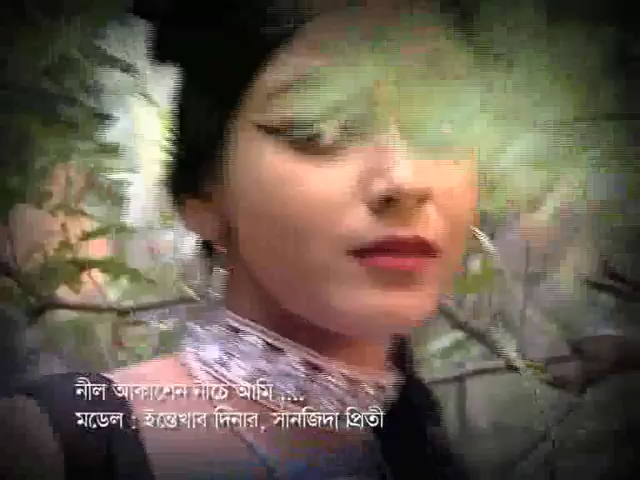 নীল আকাশেন নাচে আমি ....
মডেল : ইন্তেখাব দিনার, সানজিদা প্রিতী